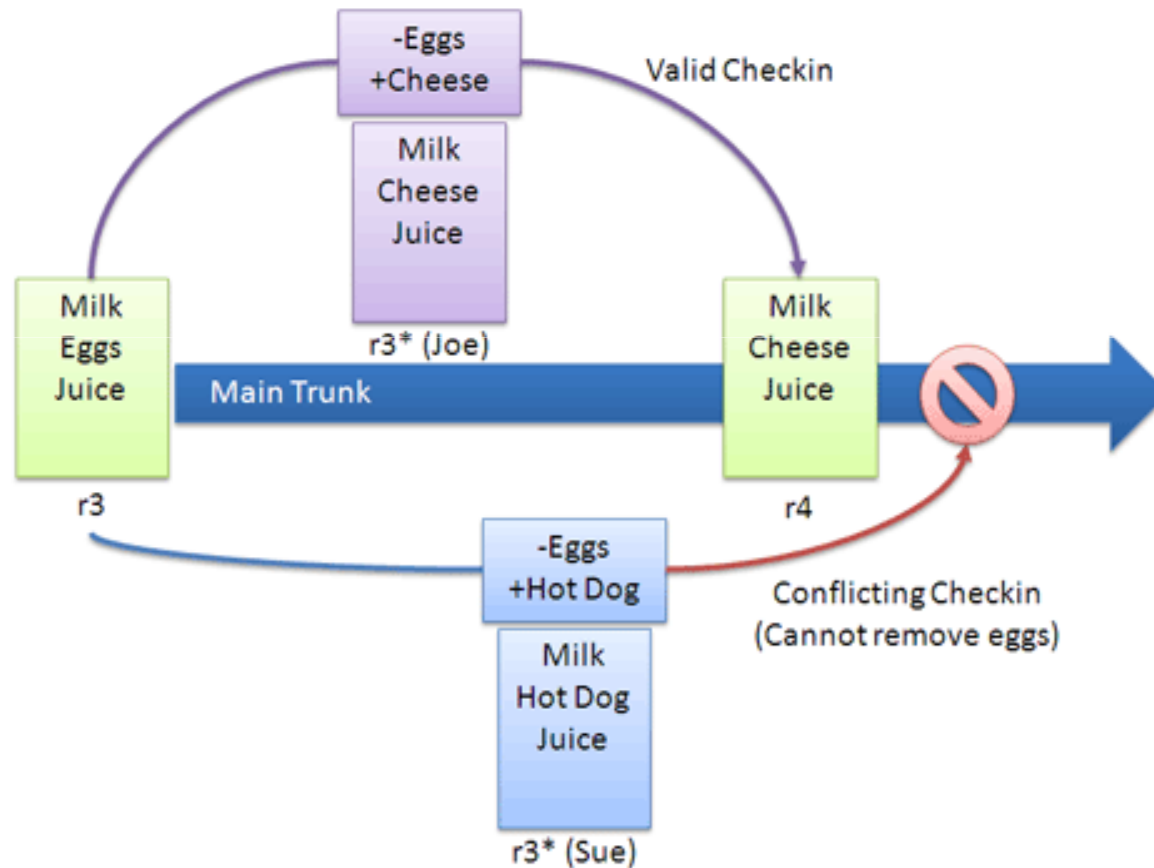 -Eggs
+Cheese
Valid Checkin
Milk
Cheese
Juice
r3* (Joe)
Milk
Eggs
Juice
r3
Main Trunk
Milk
Cheese
Juice
r4
-Eggs
+Hot Dog
Conflicting Checkin
(Cannot remove eggs)
Milk
Hot Dog
Juice
r3* (Sue)